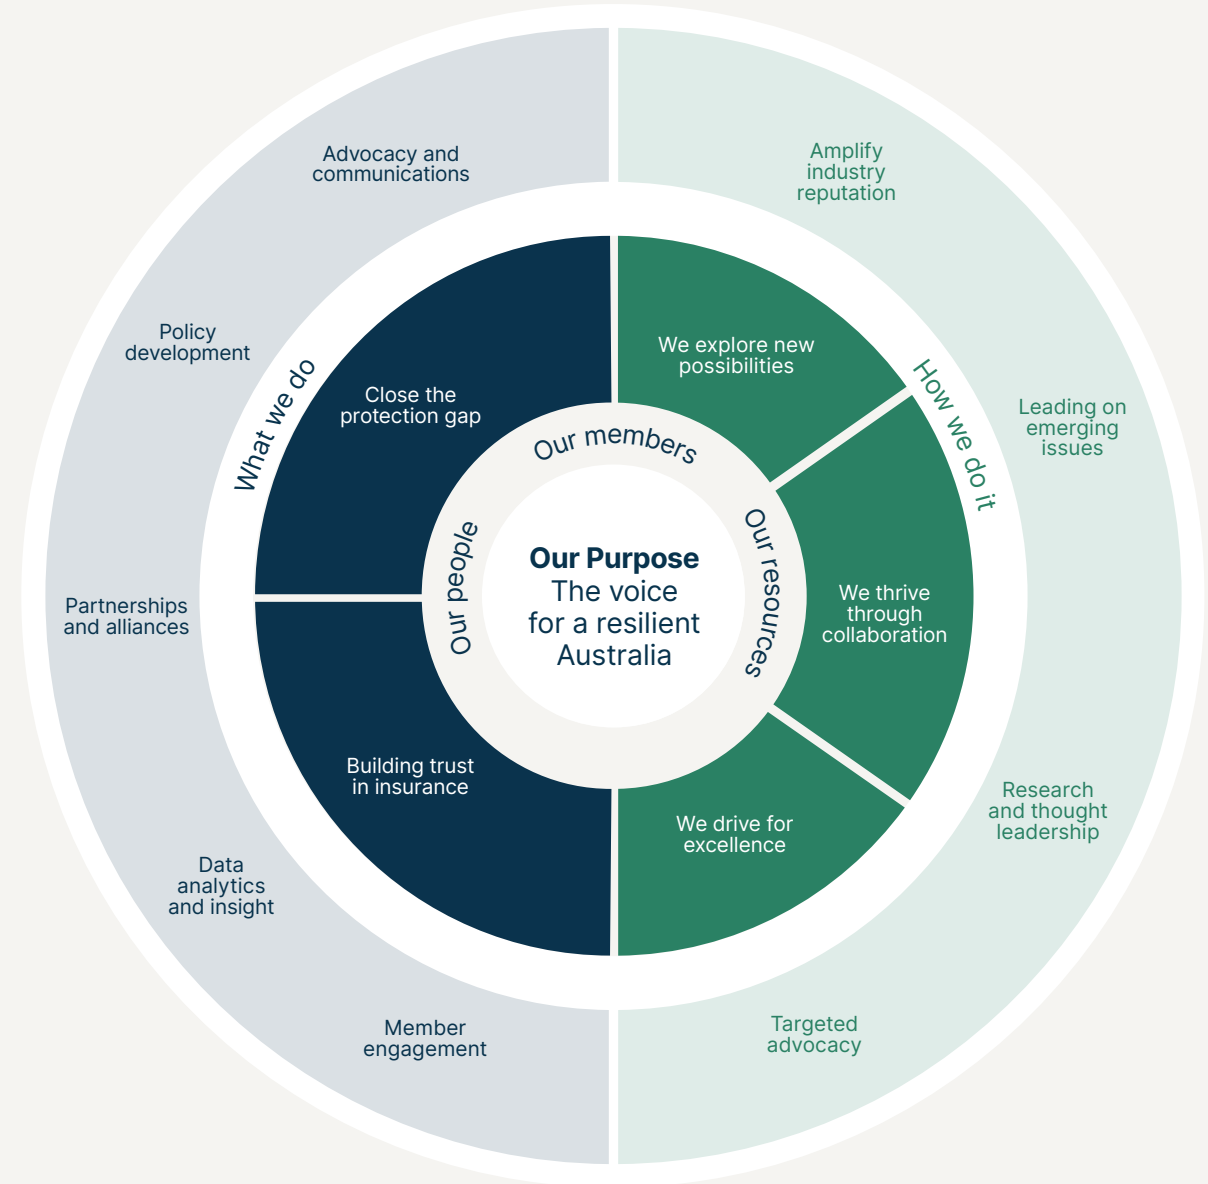 Advocacy and
communications
Policy
development
Partnerships
and alliances
Data
analytics
and insight
Member
engagement
What we do
Close the
protection gap
Building trust
in insurance
Our people
Our members
Our resources
Our Purpose
The voice
for a resilient
Australia
We explore new
possibilities
We thrive
through
collaboration
We drive for
excellence
How we do it
Amplify
industry
reputation
Leading on
emerging
issues
Research
and thought
leadership
Targeted
advocacy